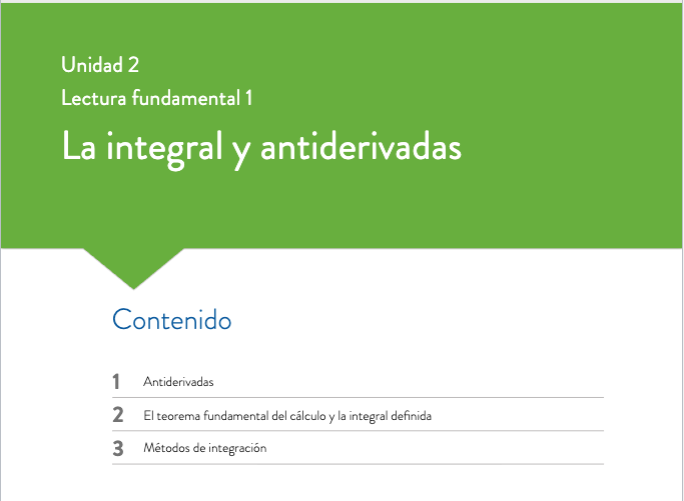 Unidad 2
Lectura fundamental 1
La integral y antiderivadas
Contenido
1 Antiderivadas
2 El teorema fundamental del cálculo y la integral definida
3 Métodos de integración